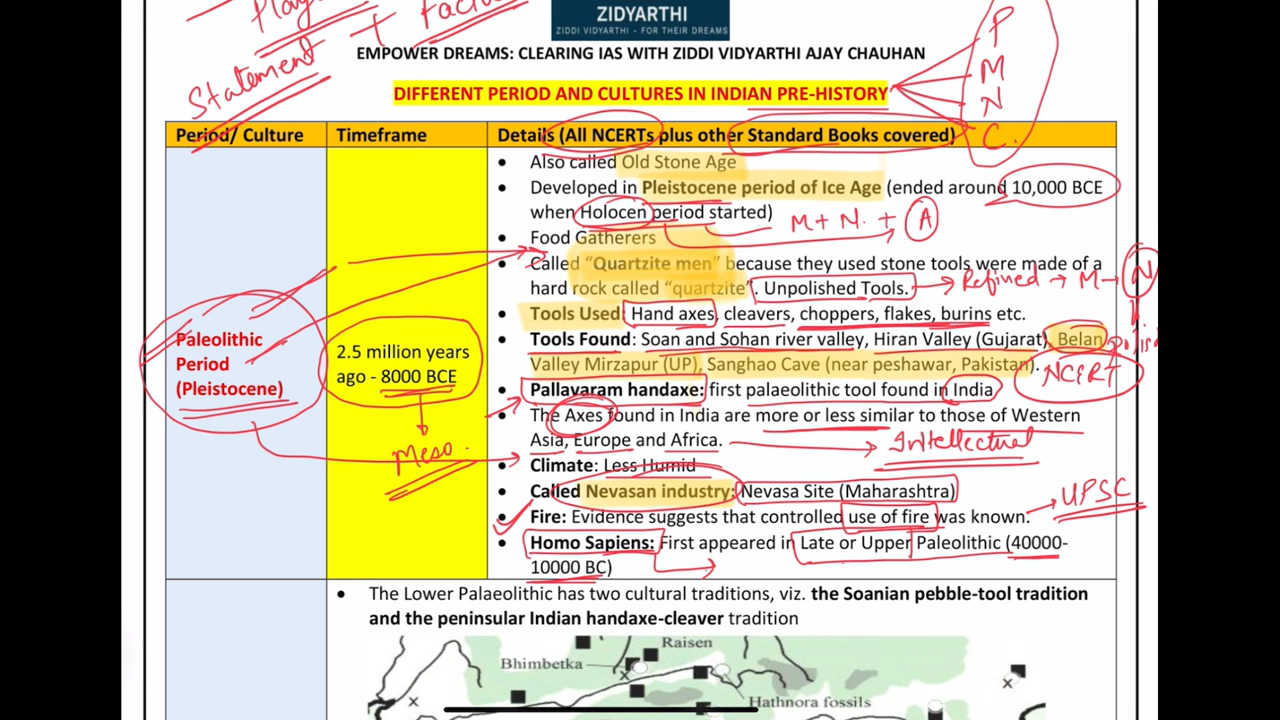 Statement +
ZIDYARTHI
ZIDDI VIDYARTHI - FOR THEIR DREAMS
EMPOWER DREAMS: CLEARING IAS WITH ZIDDI VIDYARTHI AJAY CHAUHAN
DIFFERENT PERIOD AND CULTURES IN INDIAN PRE-HISTORY
P
M
N
C.
Period/ Culture
Timeframe
Details (All NCERTs plus other Standard Books covered)
Paleolithic
Period
(Pleistocene)
2.5 million years
ago - 8000 BCE
Meso.
• Also called Old Stone Age
• Developed in Pleistocene period of Ice Age (ended around 10,000 BCE
when Holocen period started)
M + N. + A
• Food Gatherers
• Called “Quartzite men” because they used stone tools were made of a
hard rock called “quartzite”. Unpolished Tools.
Refined → M → N
• Tools Used: Hand axes, cleavers, choppers, flakes, burins etc.
• Tools Found: Soan and Sohan river valley, Hiran Valley (Gujarat), Belan
Valley Mirzapur (UP), Sanghao Cave (near peshawar, Pakistan).
NCERT
• Pallavaram handaxe: first palaeolithic tool found in India
• The Axes found in India are more or less similar to those of Western
Asia, Europe and Africa.
Intellectual
• Climate: Less Humid
• Called Nevasan industry: Nevasa Site (Maharashtra)
UPSC
• Fire: Evidence suggests that controlled use of fire was known.
• Homo Sapiens: First appeared in Late or Upper Paleolithic (40000-
10000 BC)
• The Lower Palaeolithic has two cultural traditions, viz. the Soanian pebble-tool tradition
and the peninsular Indian handaxe-cleaver tradition
Raisen
Bhimbetka
Hathnora fossils